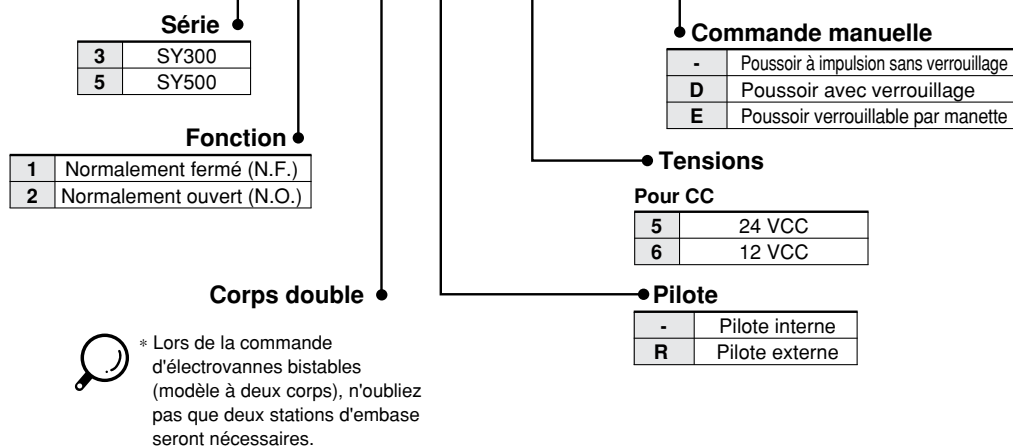 Série
3 SY300
5 SY500
Fonction
1 Normalement fermé (N.F.)
2 Normalement ouvert (N.O.)
Corps double
* Lors de la commande
d'électrovannes bistables
(modèle à deux corps), n'oubliez
pas que deux stations d'embase
seront nécessaires.
Commande manuelle
- Poussoir à impulsion sans verrouillage
D Poussoir avec verrouillage
E Poussoir verrouillable par manette
Tensions
Pour CC
5 24 VCC
6 12 VCC
Pilote
- Pilote interne
R Pilote externe